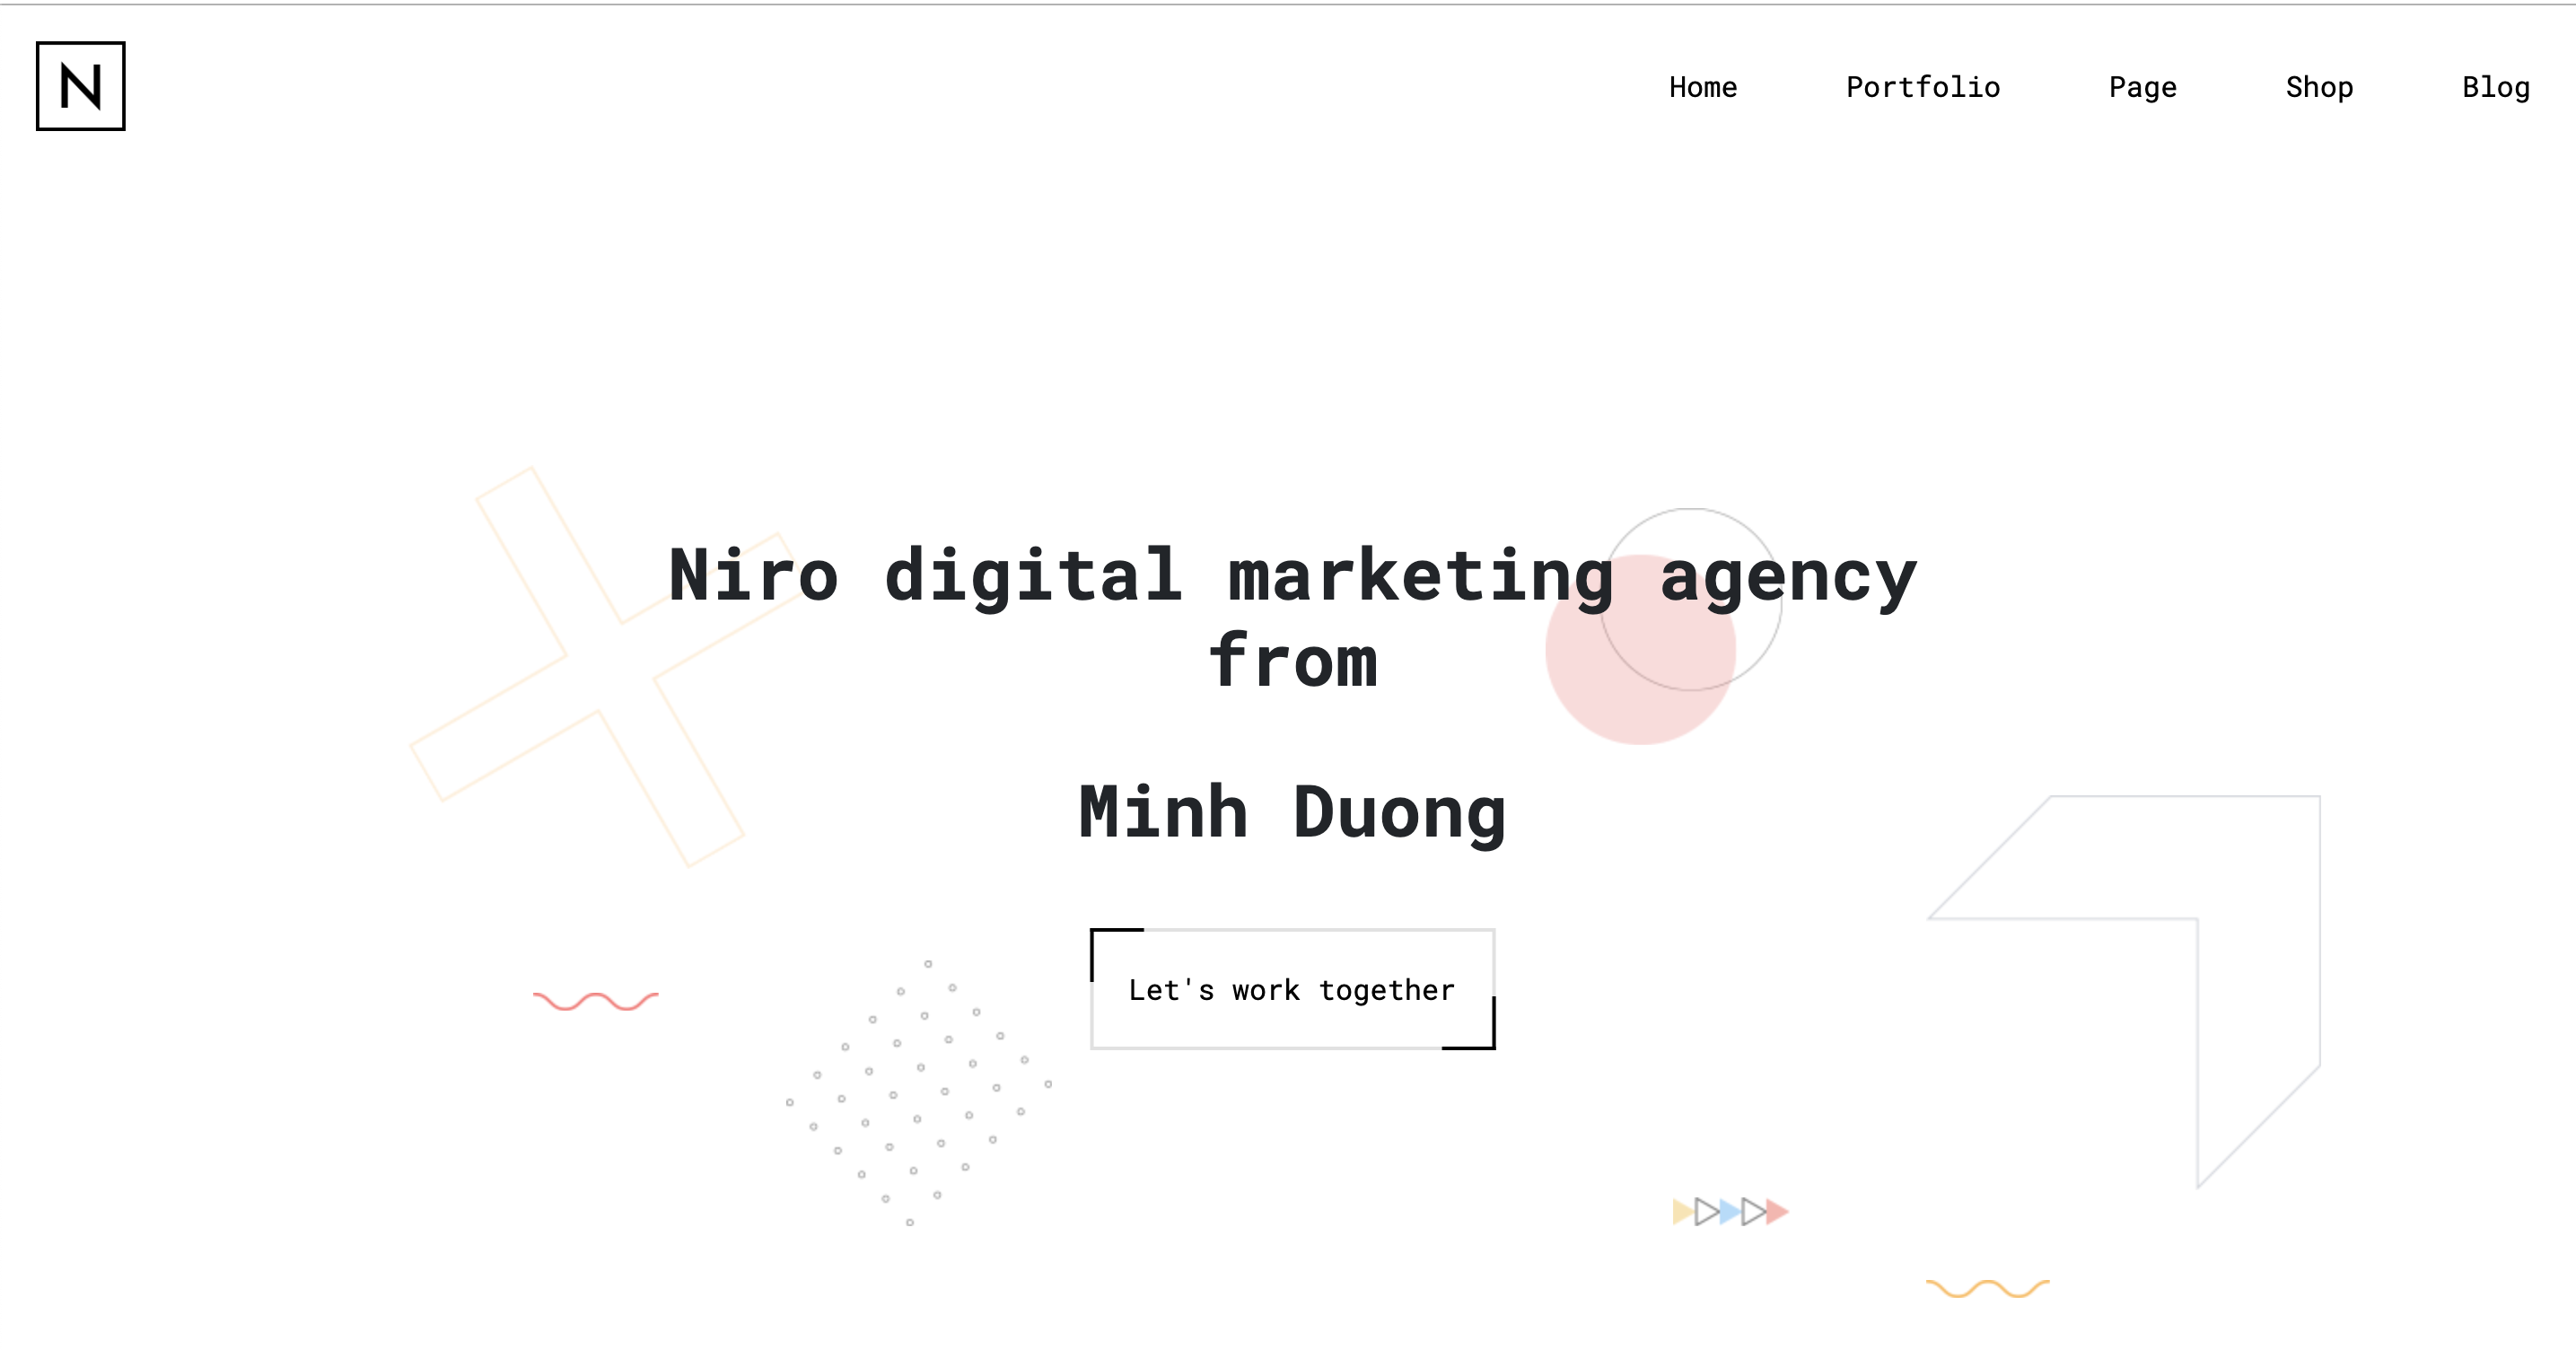 N
Home Portfolio Page Shop Blog
Niro digital marketing agency
from
Minh Duong
Let's work together